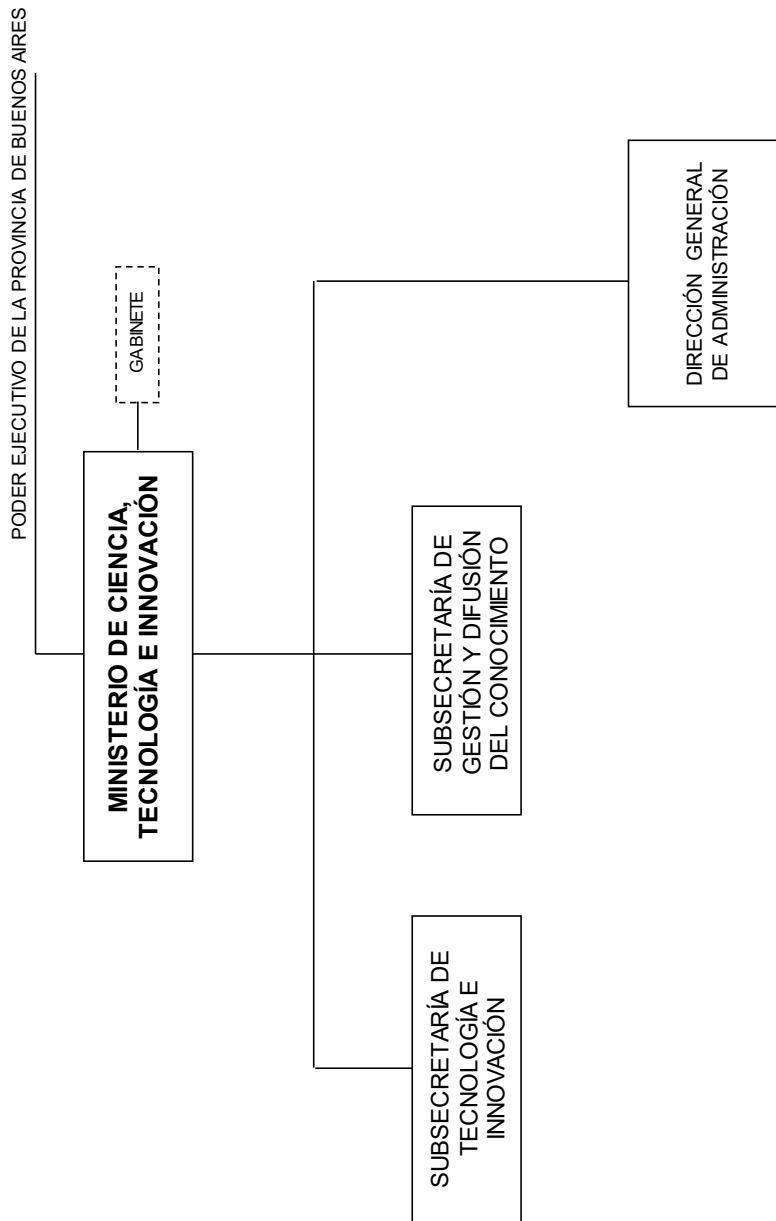 PODER EJECUTIVO DE LA PROVINCIA DE BUENOS AIRES
MINISTERIO DE CIENCIA,
TECNOLOGÍA E INNOVACIÓN
GABINETE
SUBSECRETARÍA DE
TECNOLOGÍA E
INNOVACIÓN
SUBSECRETARÍA DE
GESTIÓN Y DIFUSIÓN
DEL CONOCIMIENTO
DIRECCIÓN GENERAL
DE ADMINISTRACIÓN